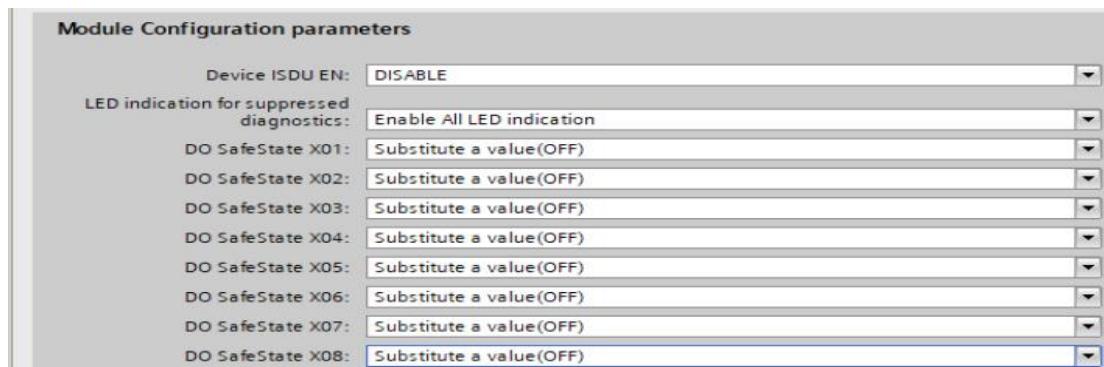 Module Configuration parameters
Device ISDU EN: DISABLE
LED indication for suppressed
diagnostics: Enable All LED indication
DO SafeState X01: Substitute a value(OFF)
DO SafeState X02: Substitute a value(OFF)
DO SafeState X03: Substitute a value(OFF)
DO SafeState X04: Substitute a value(OFF)
DO SafeState X05: Substitute a value(OFF)
DO SafeState X06: Substitute a value(OFF)
DO SafeState X07: Substitute a value(OFF)
DO SafeState X08: Substitute a value(OFF)